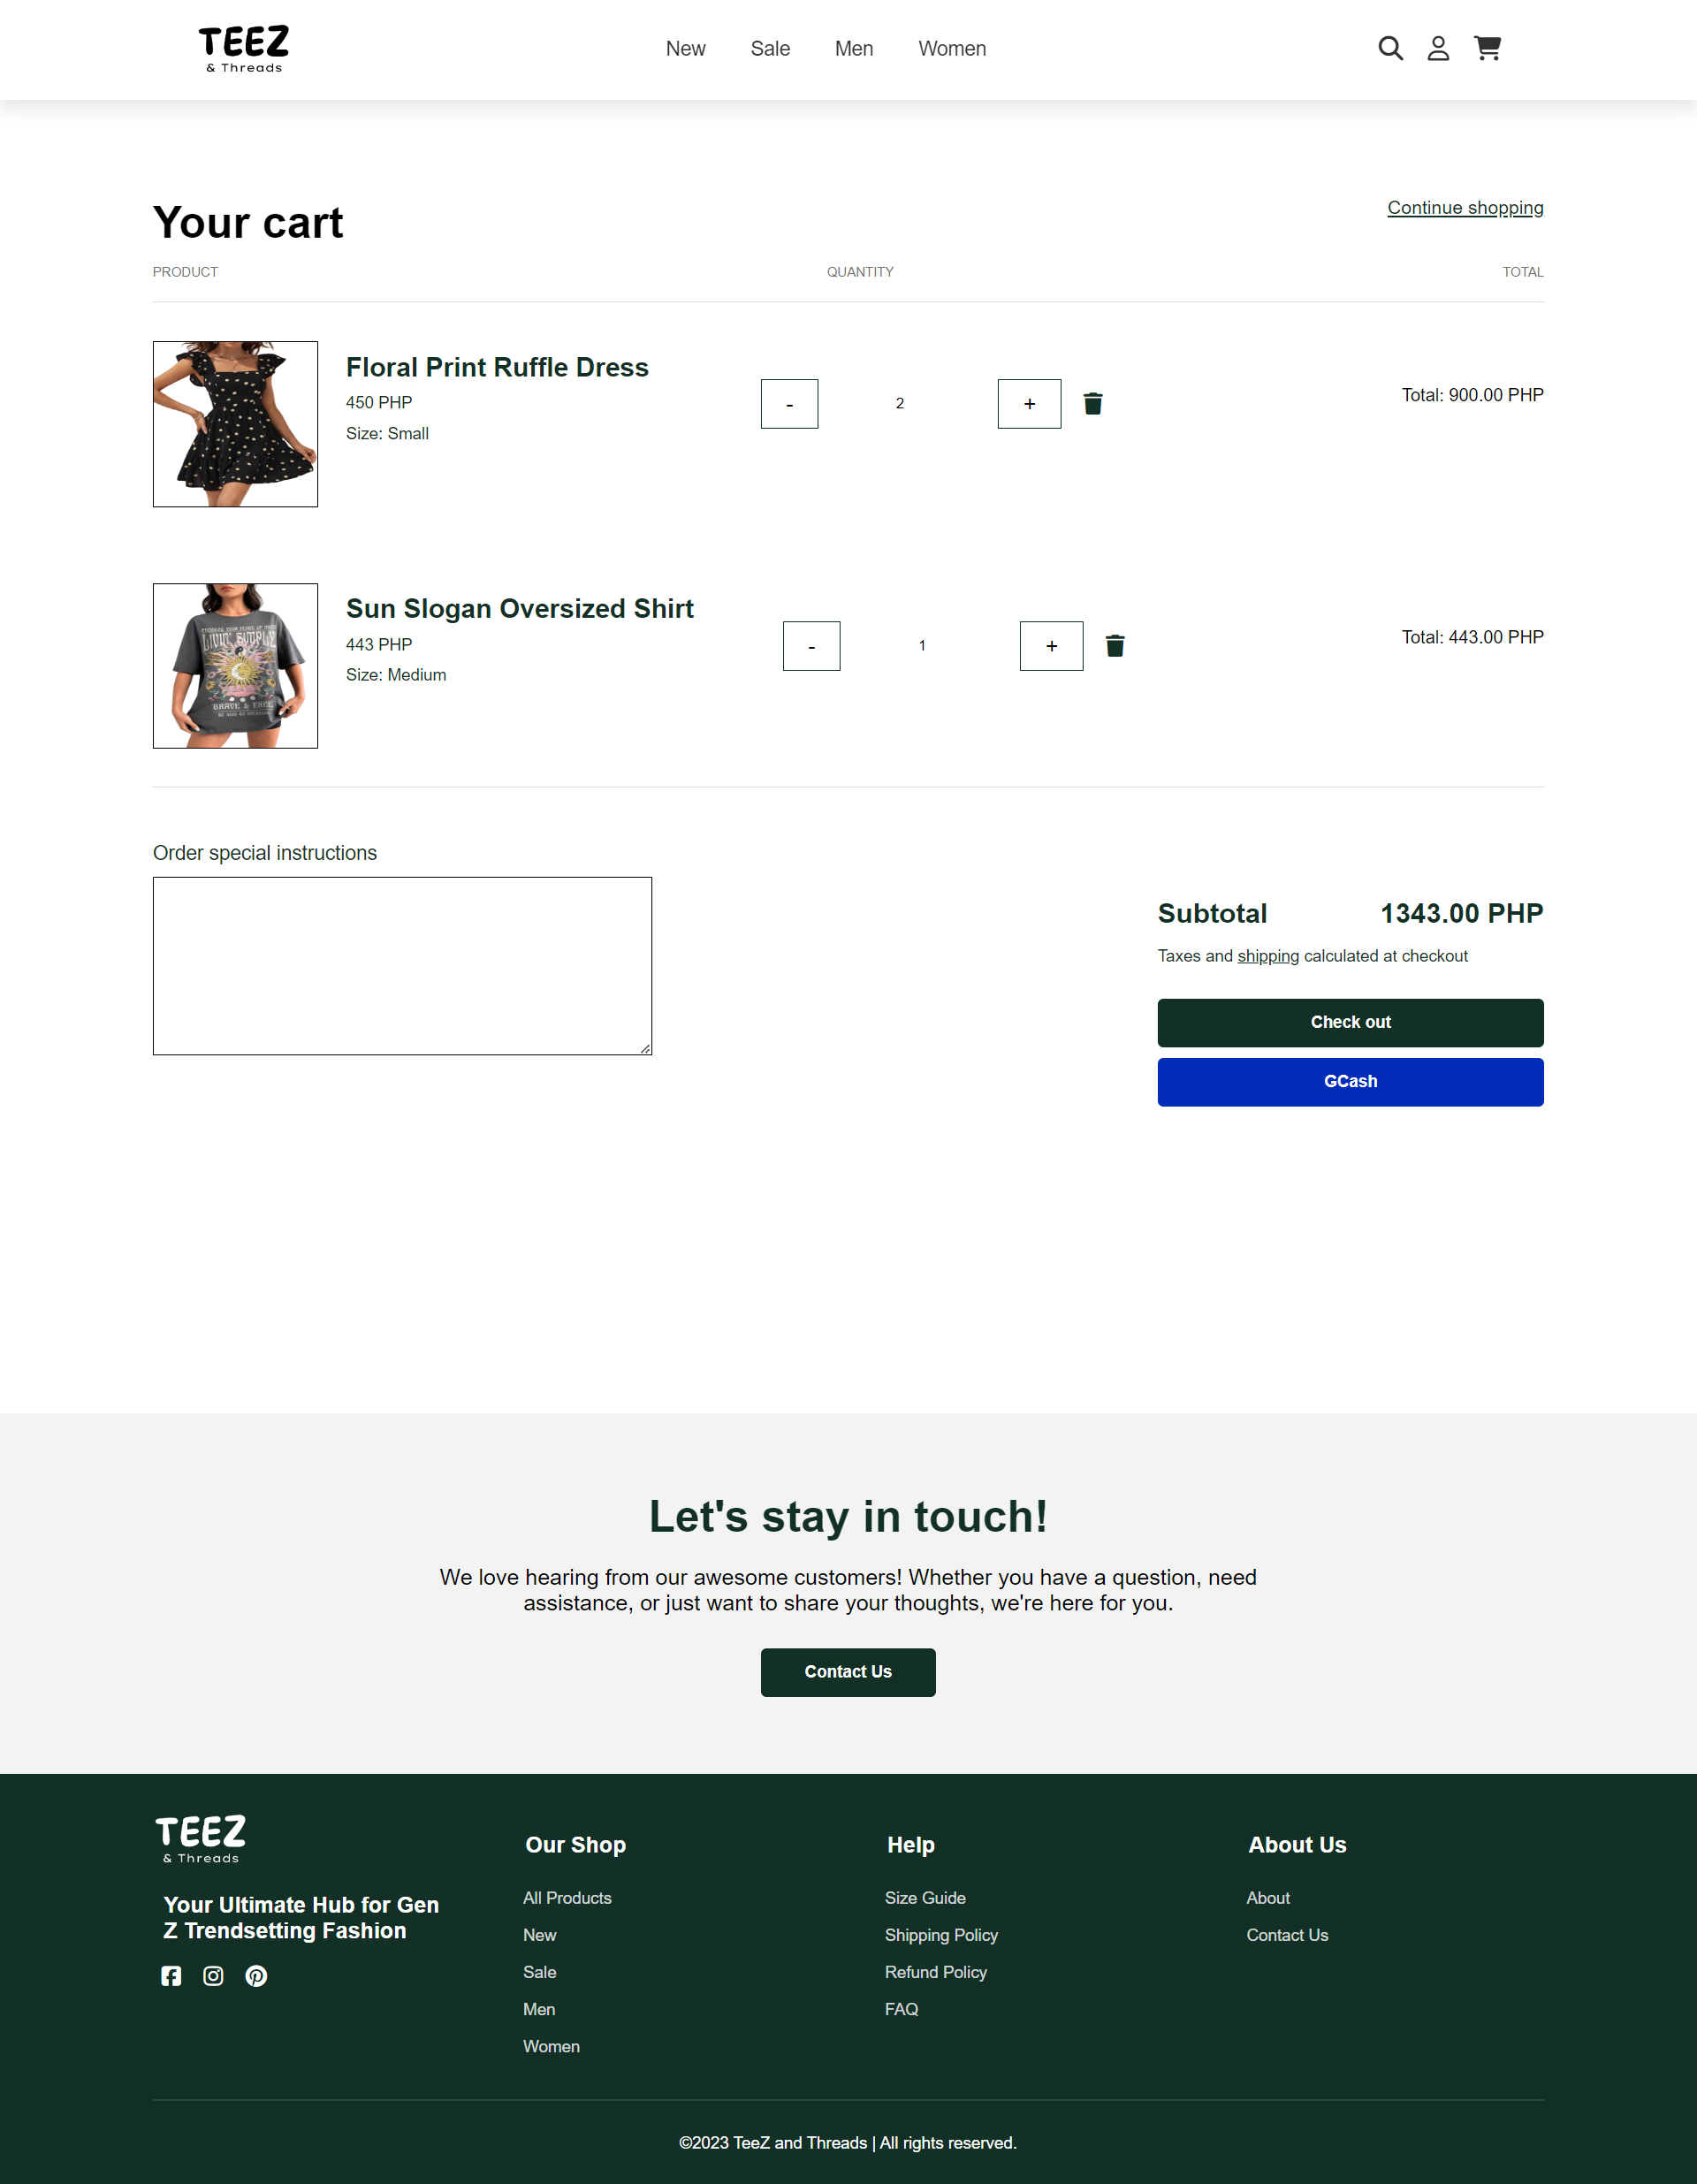 TEEZ
& Threads
New
Sale
Men
Women
Your cart
Continue shopping
PRODUCT
QUANTITY
TOTAL
Floral Print Ruffle Dress
450 PHP
Size: Small
-
2
+
Total: 900.00 PHP
Sun Slogan Oversized Shirt
443 PHP
Size: Medium
-
1
+
Total: 443.00 PHP
LIVIN' SIMPLY
BRAVE & FREE
Order special instructions
Subtotal
1343.00 PHP
Taxes and shipping calculated at checkout
Check out
GCash
Let's stay in touch!
We love hearing from our awesome customers! Whether you have a question, need
assistance, or just want to share your thoughts, we're here for you.
Contact Us
TEEZ
& Threads
Your Ultimate Hub for Gen
Z Trendsetting Fashion
Our Shop
All Products
New
Sale
Men
Women
Help
Size Guide
Shipping Policy
Refund Policy
FAQ
About Us
About
Contact Us
©2023 TeeZ and Threads | All rights reserved.